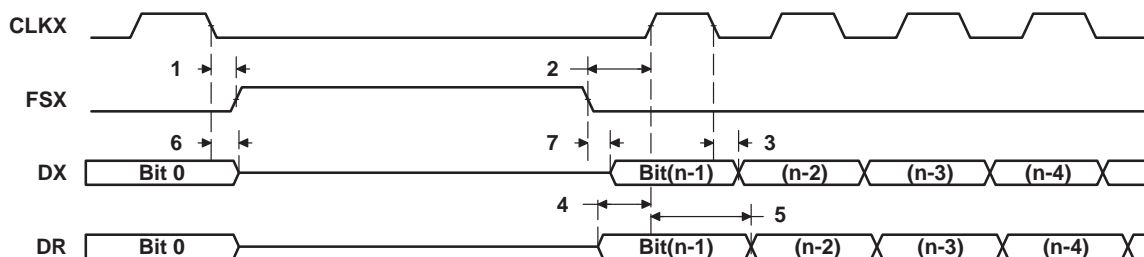 CLKX
1 2
FSX
6 7 3
DX Bit 0 Bit(n-1) (n-2) (n-3) (n-4)
4 5
DR Bit 0 Bit(n-1) (n-2) (n-3) (n-4)